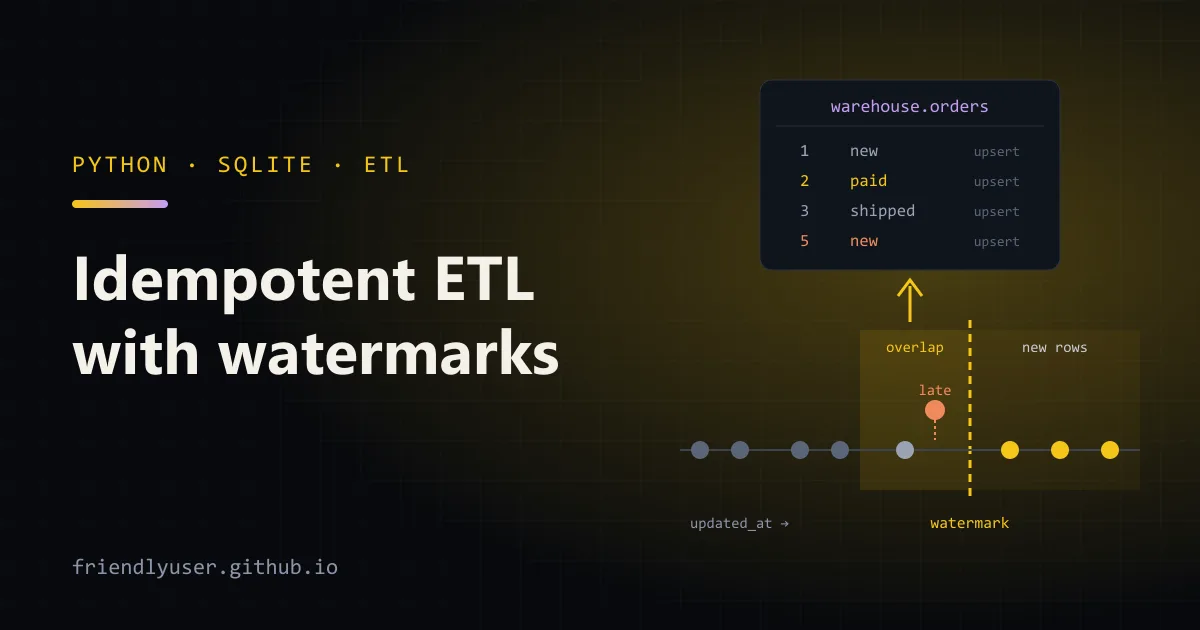 PYTHON · SQLITE · ETL
Idempotent ETL
with watermarks
friendlyuser.github.io
warehouse.orders
1 new upsert
2 paid upsert
3 shipped upsert
5 new upsert
overlap new rows
late
updated_at → watermark